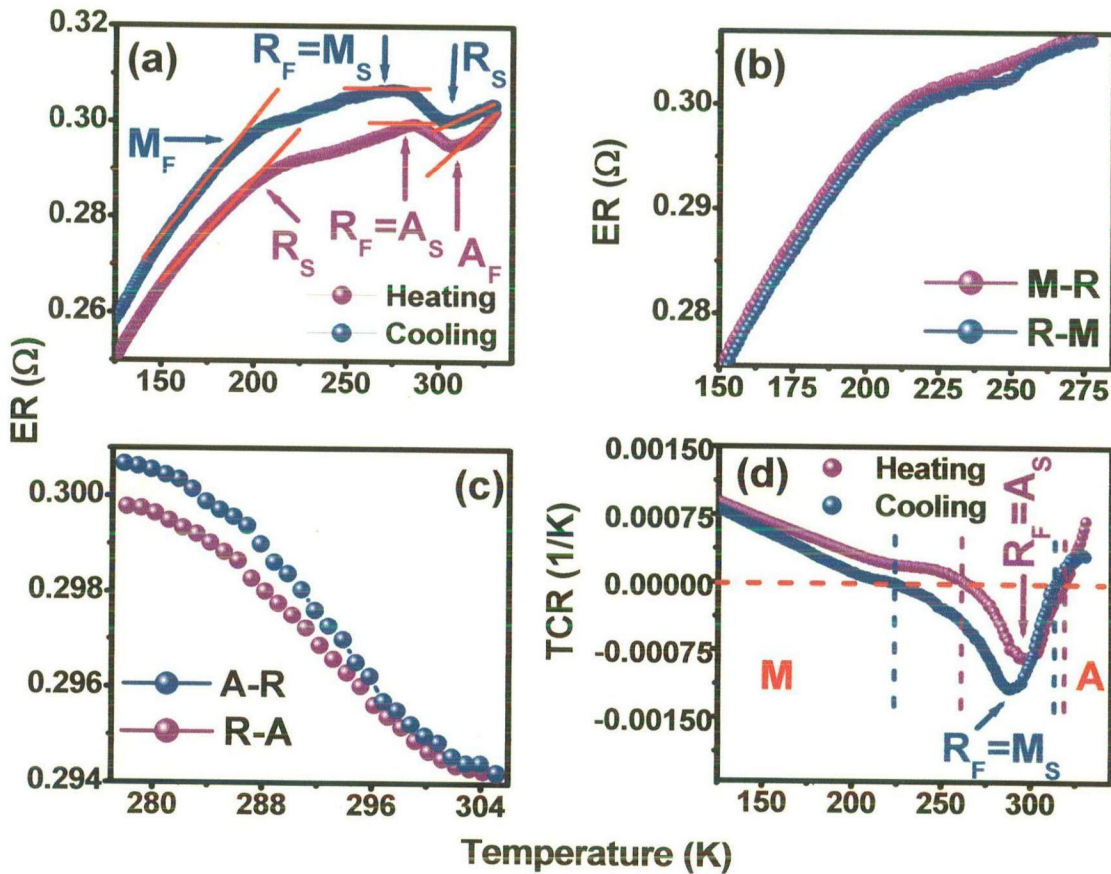 (a)
0.32
0.30
0.28
0.26
R_F=M_S
R_S
M_F
R_S
R_F=A_S
A_F
Heating
Cooling
150 200 250 300
ER (Ω)
(b)
ER (Ω)
0.30
0.29
0.28
M-R
R-M
150 175 200 225 250 275
(c)
0.300
0.298
0.296
0.294
A-R
R-A
280 288 296 304
(d)
TCR (1/K)
0.00150
0.00075
0.00000
-0.00075
-0.00150
Heating
Cooling
R_F=A_S
M
A
R_F=M_S
150 200 250 300
Temperature (K)